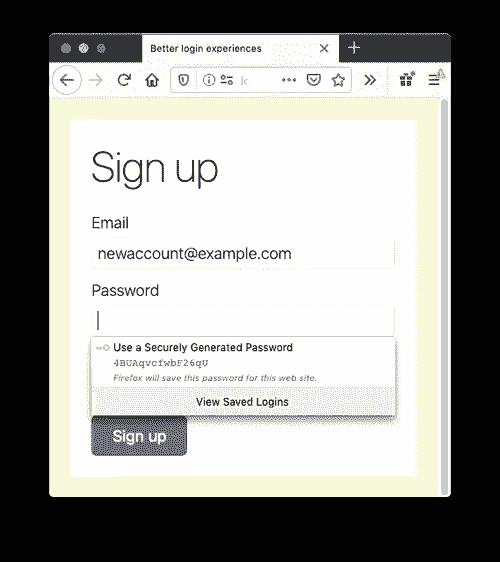 Better login experiences
Sign up
Email
newaccount@example.com
Password
Use a Securely Generated Password
4BUAqvcfwbF26qU
Firefox will save this password for this web site.
View Saved Logins
Sign up